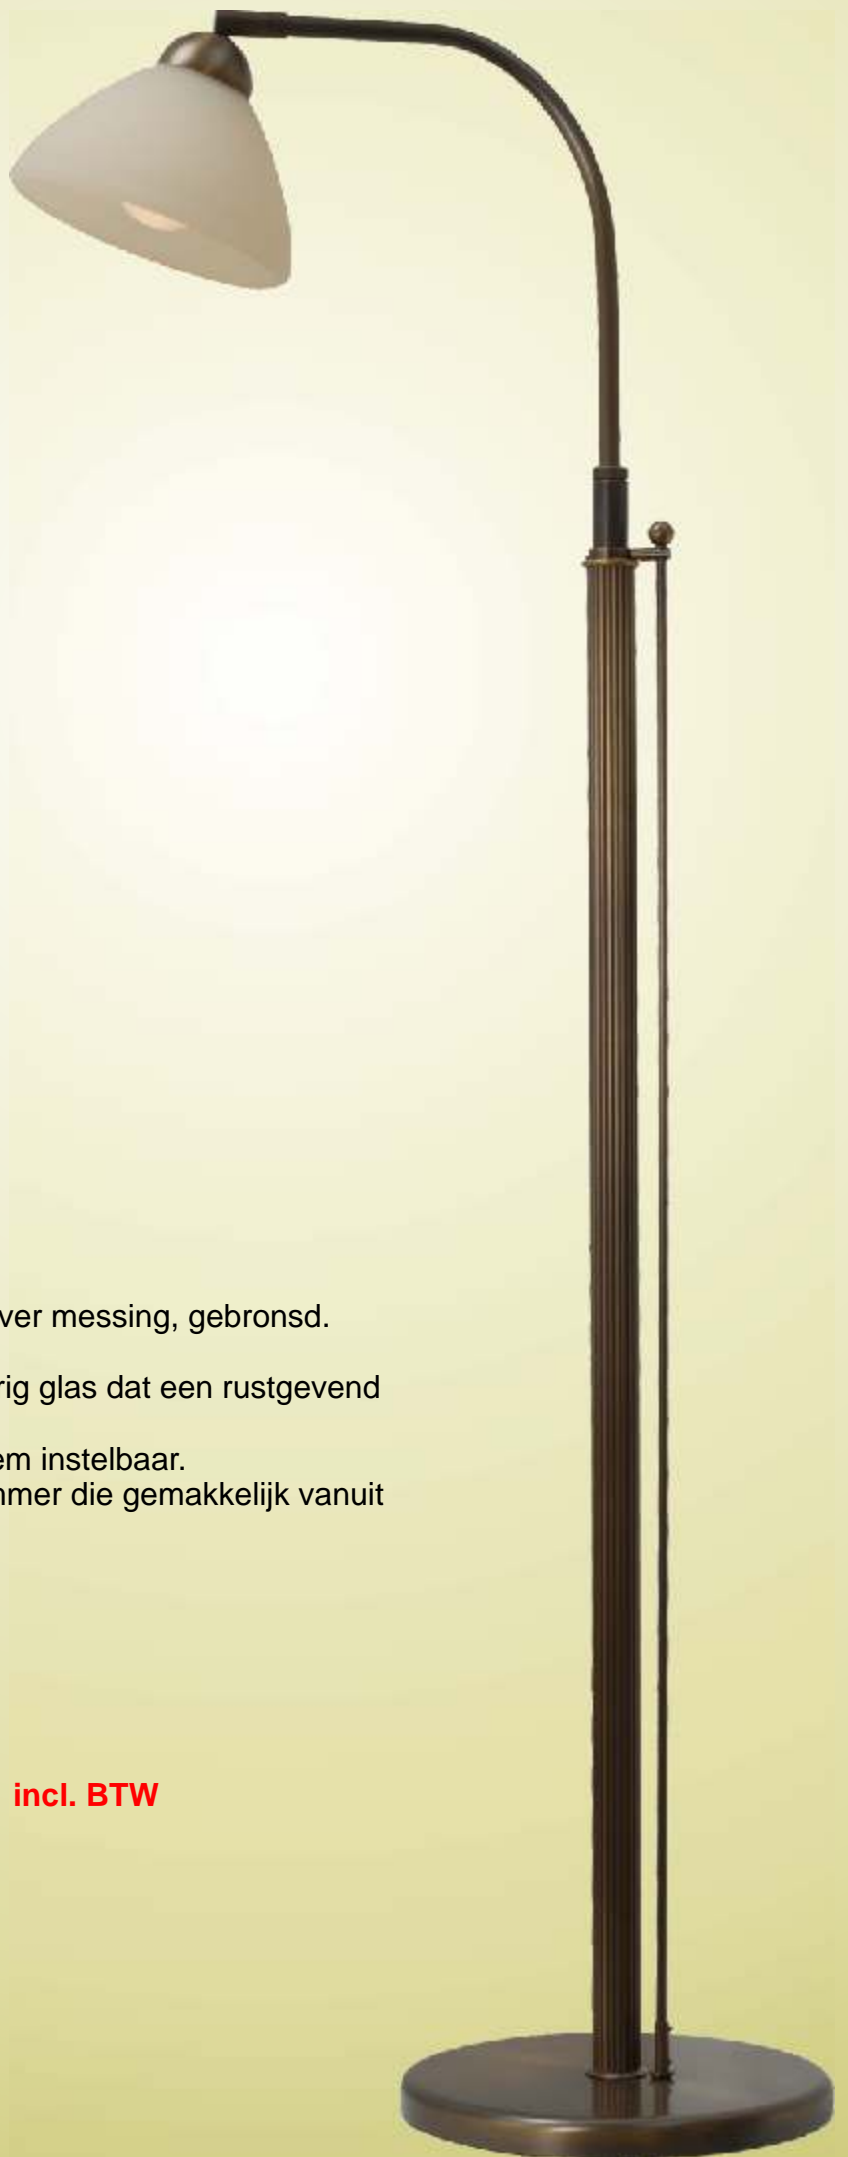 ver messing, gebronsd.
rig glas dat een rustgevend
em instelbaar.
mmer die gemakkelijk vanuit
incl. BTW